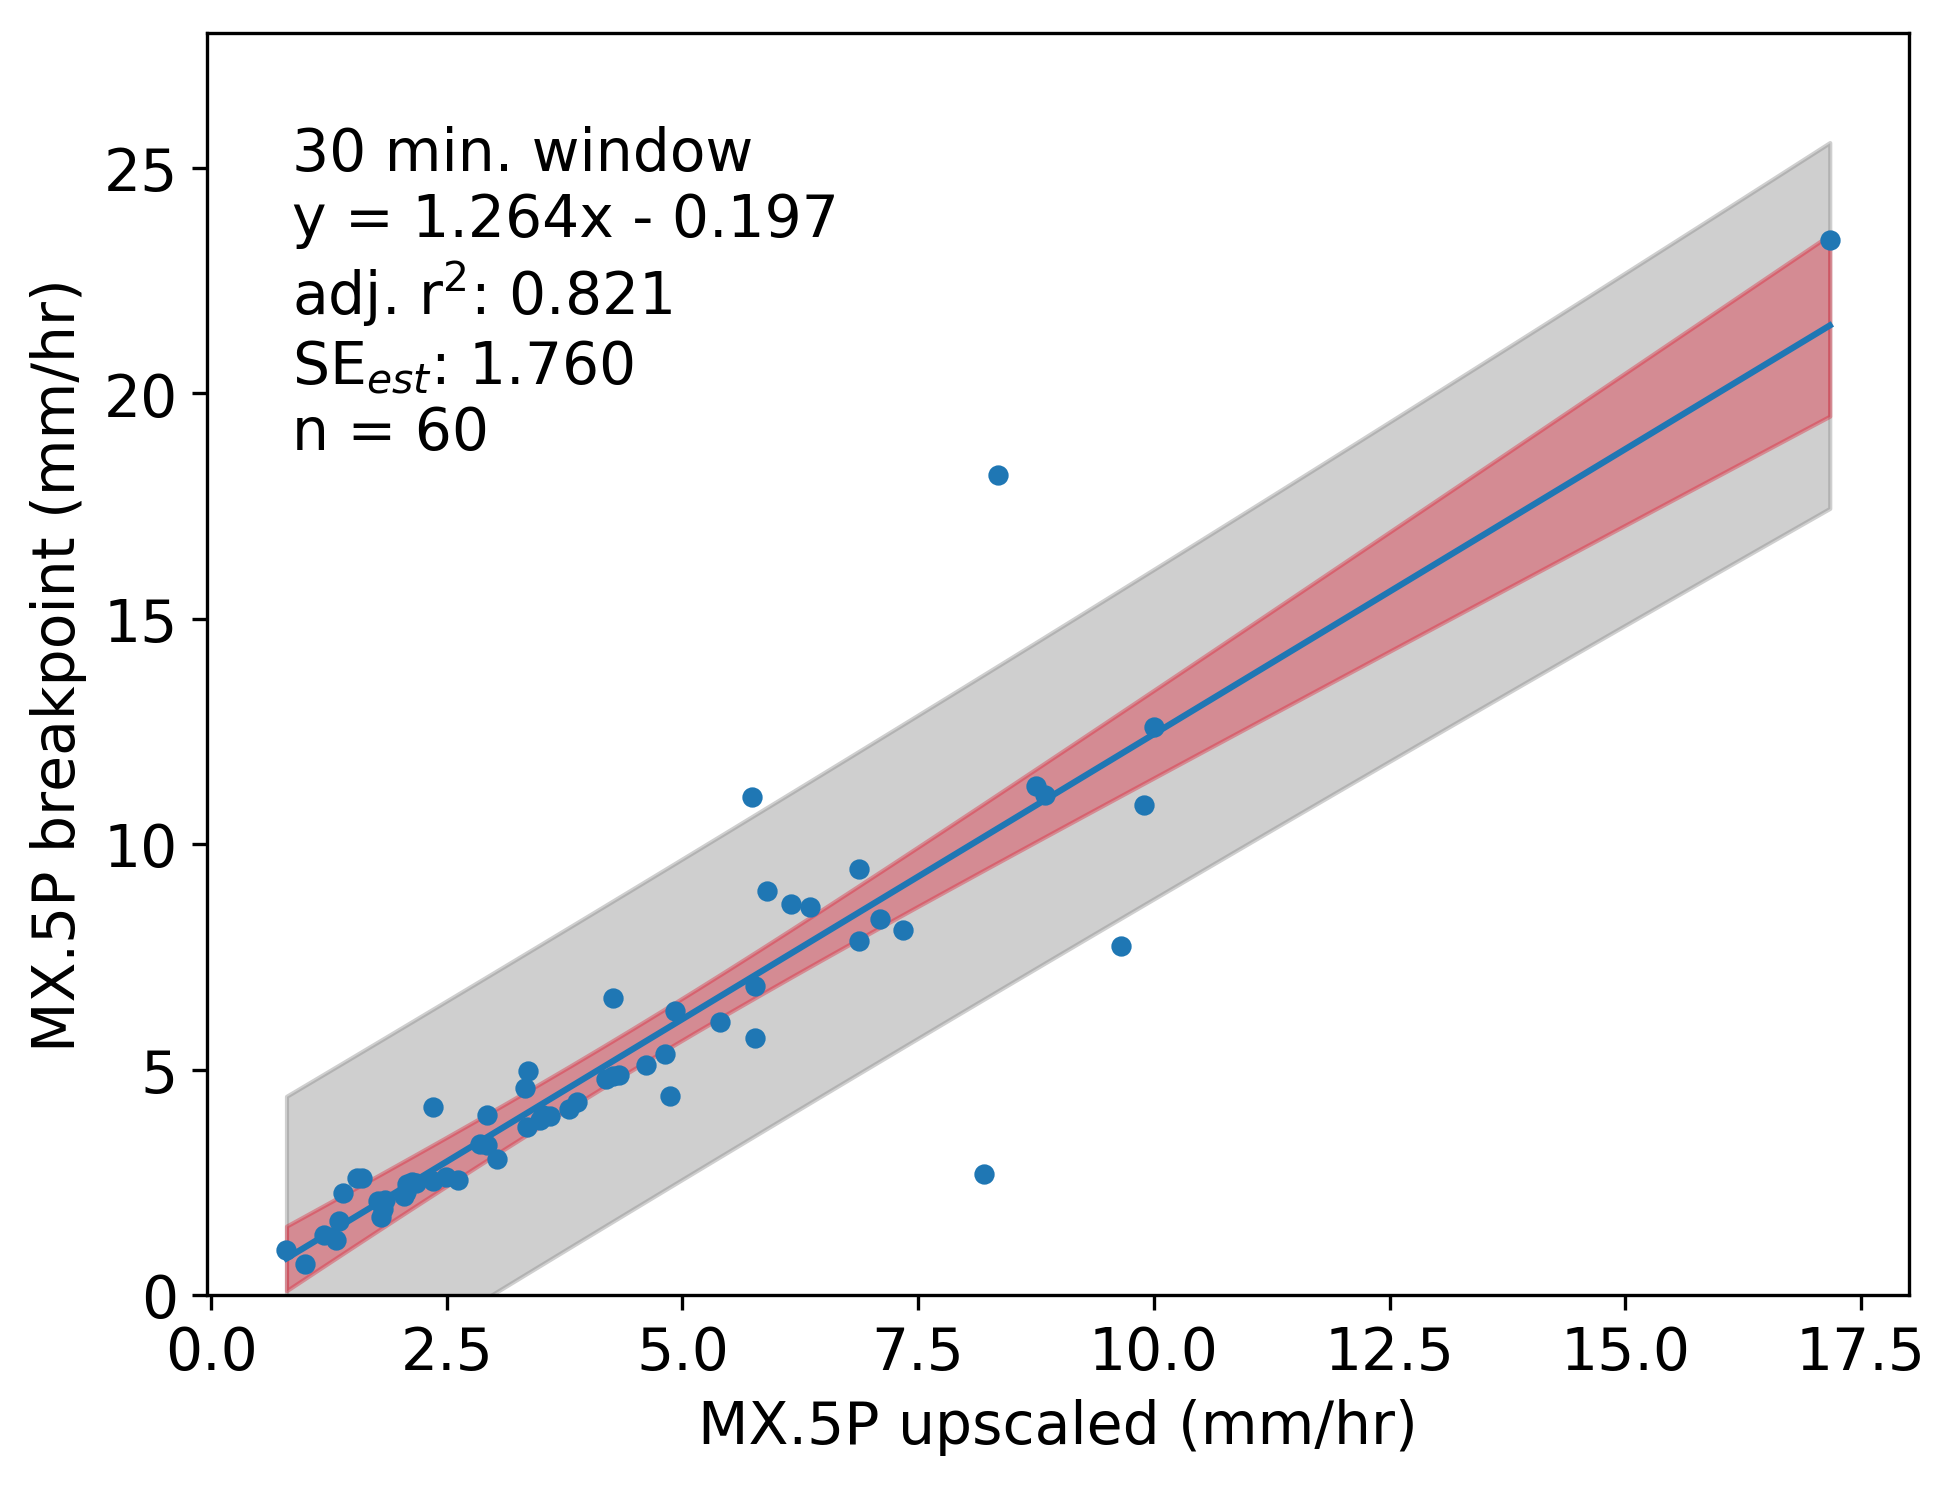 30 min. window
y = 1.264x - 0.197
adj. r²: 0.821
SEest: 1.760
n = 60
25
20
15
10
5
0
0.0 2.5 5.0 7.5 10.0 12.5 15.0 17.5
MX.5P upscaled (mm/hr)
MX.5P breakpoint (mm/hr)